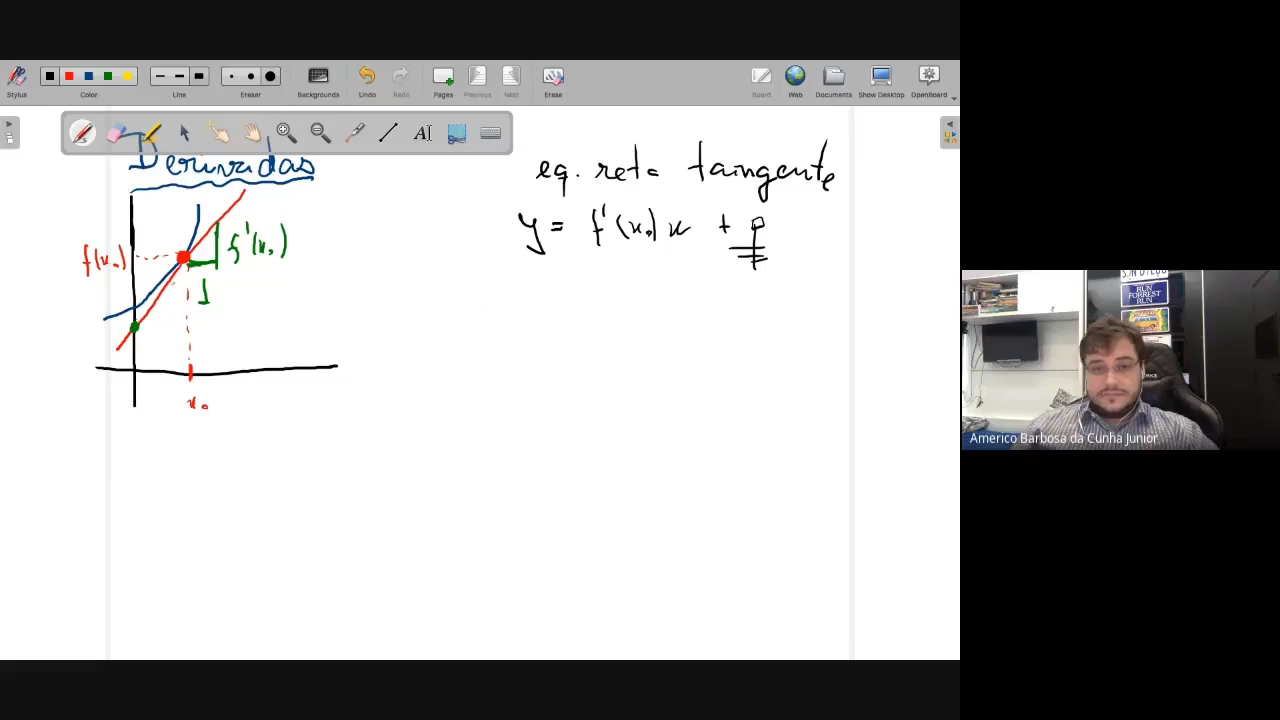 Stylus
Color
Line
Eraser
Backgrounds
Undo
Redo
Pages
Previous
Next
Erase
Board
Web
Documents
Show Desktop
OpenBoard
Derivadas
eq. reta taingente
y = f'(x₀) x + p
f(x₀)
f'(x₀)
1
x₀
RUN
FORREST
RUN
Americo Barbosa da Cunha Junior